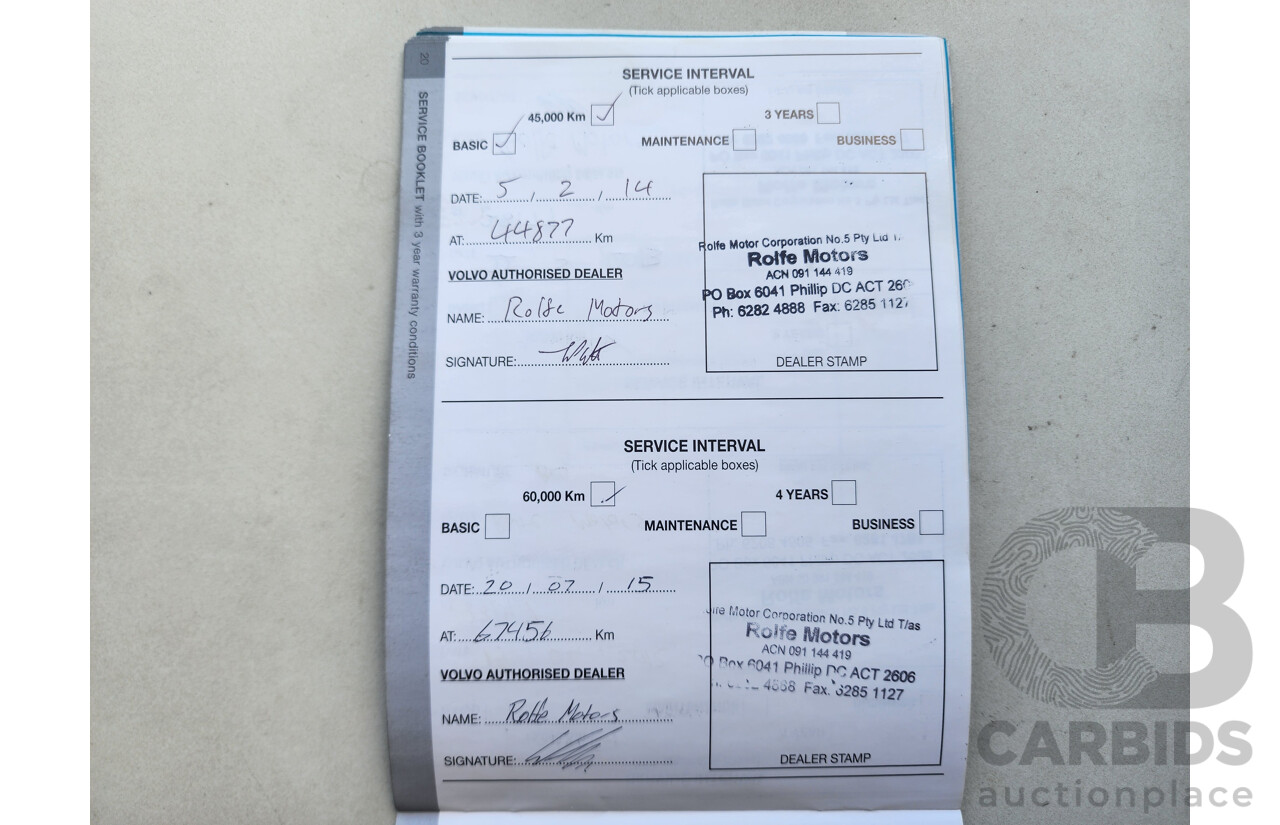 20
SERVICE BOOKLET with 3 year warranty conditions
SERVICE INTERVAL
(Tick applicable boxes)
45,000 Km 3 YEARS
BASIC MAINTENANCE BUSINESS
DATE: 5 / 2 / 14
AT: 44877 Km
VOLVO AUTHORISED DEALER
NAME: Rolfe Motors
SIGNATURE:
Rolfe Motor Corporation No.5 Pty Ltd T/
Rolfe Motors
ACN 091 144 419
PO Box 6041 Phillip DC ACT 260
Ph: 6282 4888 Fax: 6285 1127
DEALER STAMP
SERVICE INTERVAL
(Tick applicable boxes)
60,000 Km 4 YEARS
BASIC MAINTENANCE BUSINESS
DATE: 20 / 07 / 15
AT: 67456 Km
VOLVO AUTHORISED DEALER
NAME: Rolfe Motors
SIGNATURE:
Motor Corporation No.5 Pty Ltd T/as
Rolfe Motors
ACN 091 144 419
PO Box 6041 Phillip DC ACT 2606
4888 Fax: 6285 1127
DEALER STAMP
CB
CARBIDS
auctionplace